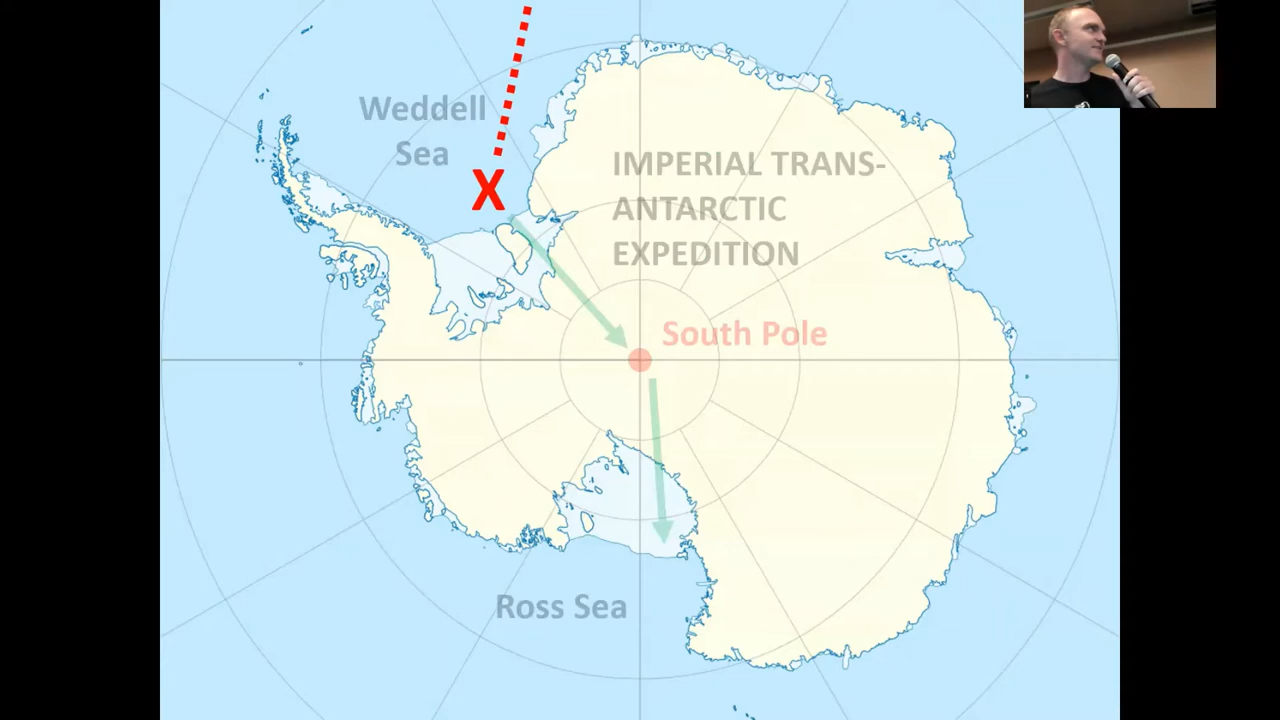 Weddell
Sea
X
IMPERIAL TRANS-
ANTARCTIC
EXPEDITION
South Pole
Ross Sea